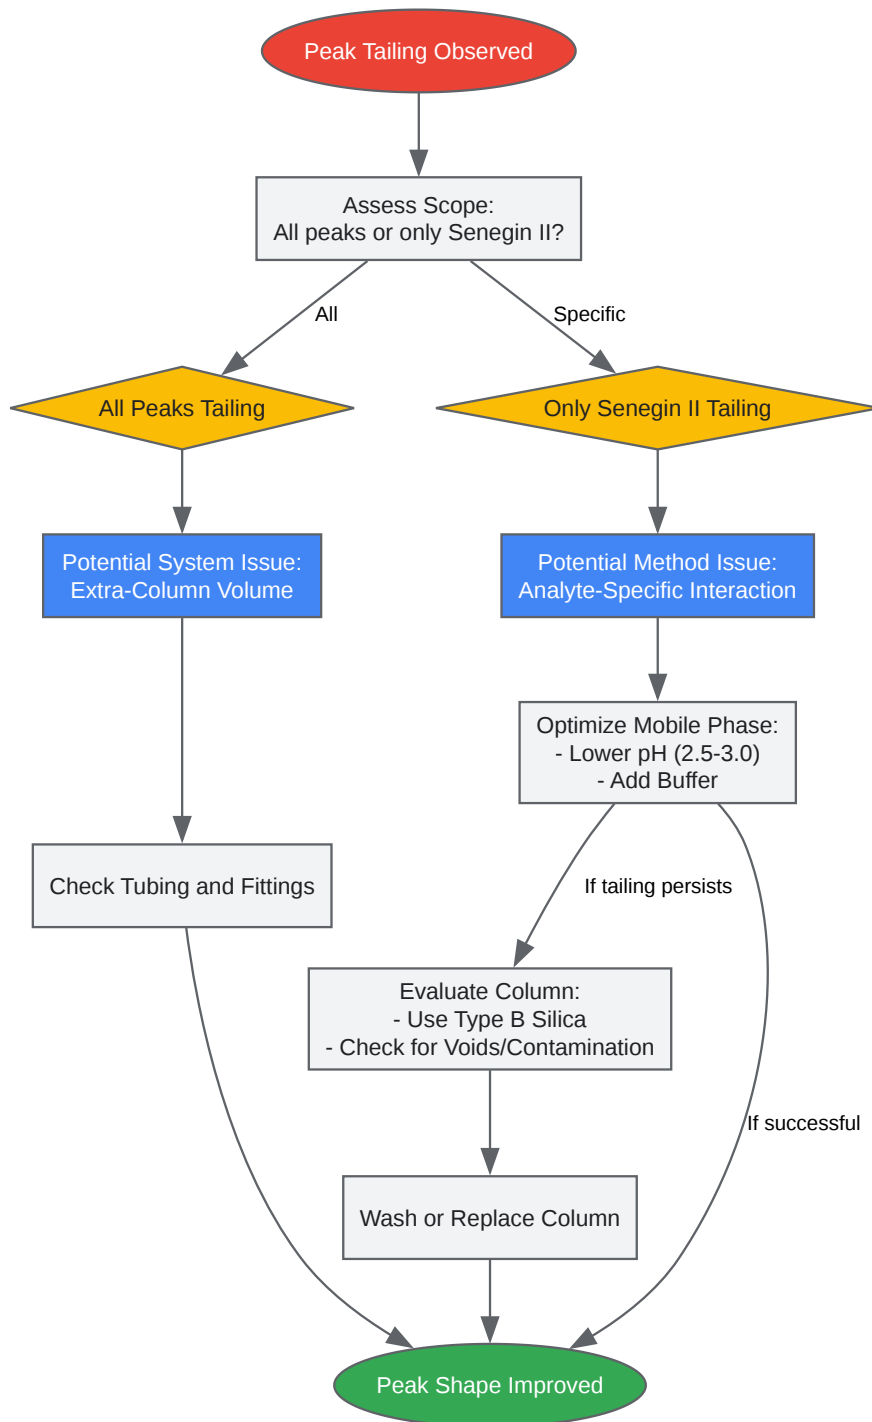 Peak Tailing Observed
Assess Scope:
All peaks or only Senegin II?
All
Specific
All Peaks Tailing
Only Senegin II Tailing
Potential System Issue:
Extra-Column Volume
Potential Method Issue:
Analyte-Specific Interaction
Optimize Mobile Phase:
- Lower pH (2.5-3.0)
- Add Buffer
Check Tubing and Fittings
If tailing persists
Evaluate Column:
- Use Type B Silica
- Check for Voids/Contamination
If successful
Wash or Replace Column
Peak Shape Improved